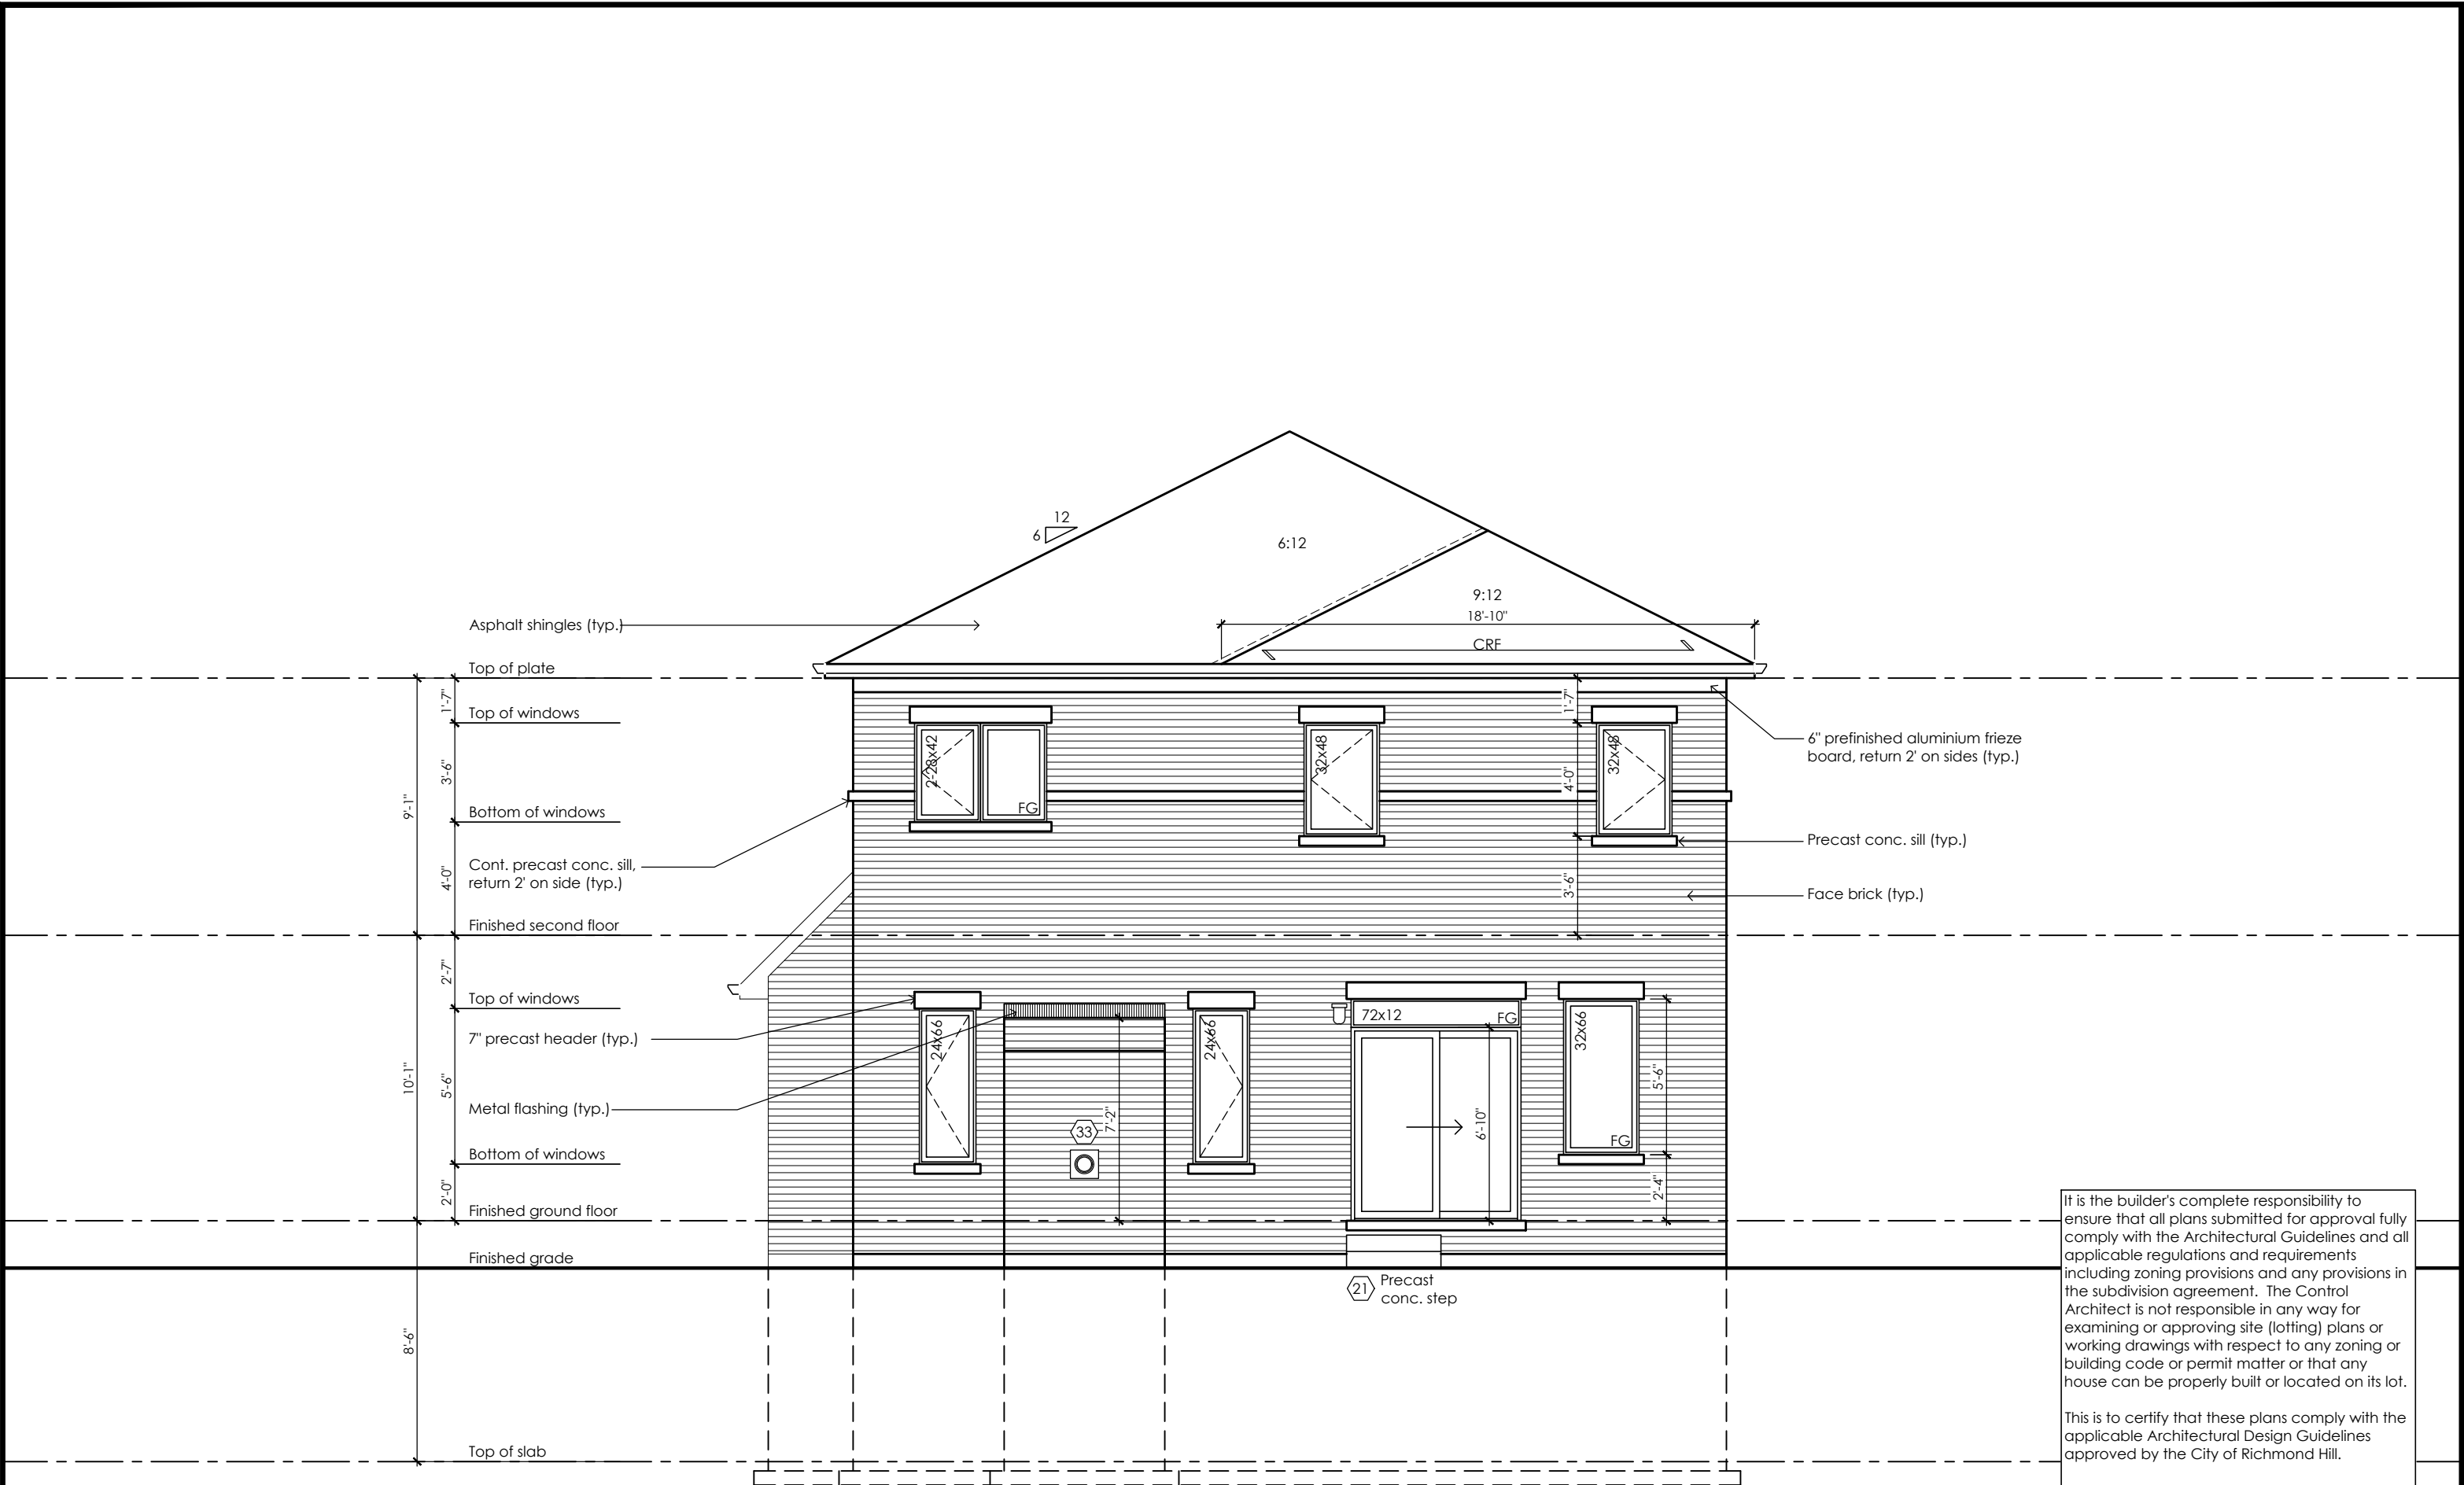 12
6
6:12
9:12
18'-10"
CRF
Asphalt shingles (typ.)
Top of plate
1'-7"
Top of windows
3'-6"
9'-1"
Bottom of windows
Cont. precast conc. sill,
return 2' on side (typ.)
4'-0"
Finished second floor
2'-7"
Top of windows
7" precast header (typ.)
10'-1"
5'-6"
Metal flashing (typ.)
Bottom of windows
2'-0"
Finished ground floor
Finished grade
8'-6"
Top of slab
2-28x42
FG
32x48
1'-7"
4'-0"
3'-6"
32x48
6" prefinished aluminium frieze
board, return 2' on sides (typ.)
Precast conc. sill (typ.)
Face brick (typ.)
24x66
33
7'-2"
24x66
72x12
FG
6'-10"
32x66
FG
5'-6"
2'-4"
21
Precast
conc. step
It is the builder's complete responsibility to
ensure that all plans submitted for approval fully
comply with the Architectural Guidelines and all
applicable regulations and requirements
including zoning provisions and any provisions in
the subdivision agreement. The Control
Architect is not responsible in any way for
examining or approving site (lotting) plans or
working drawings with respect to any zoning or
building code or permit matter or that any
house can be properly built or located on its lot.
This is to certify that these plans comply with the
applicable Architectural Design Guidelines
approved by the City of Richmond Hill.